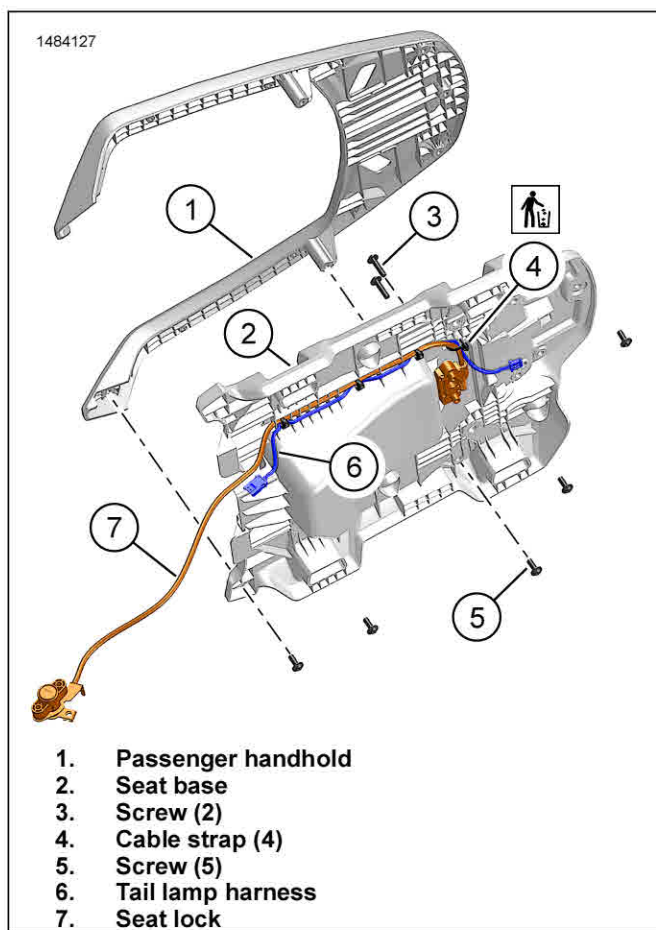 1484127
1
2
3
4
5
6
7
1. Passenger handhold
2. Seat base
3. Screw (2)
4. Cable strap (4)
5. Screw (5)
6. Tail lamp harness
7. Seat lock